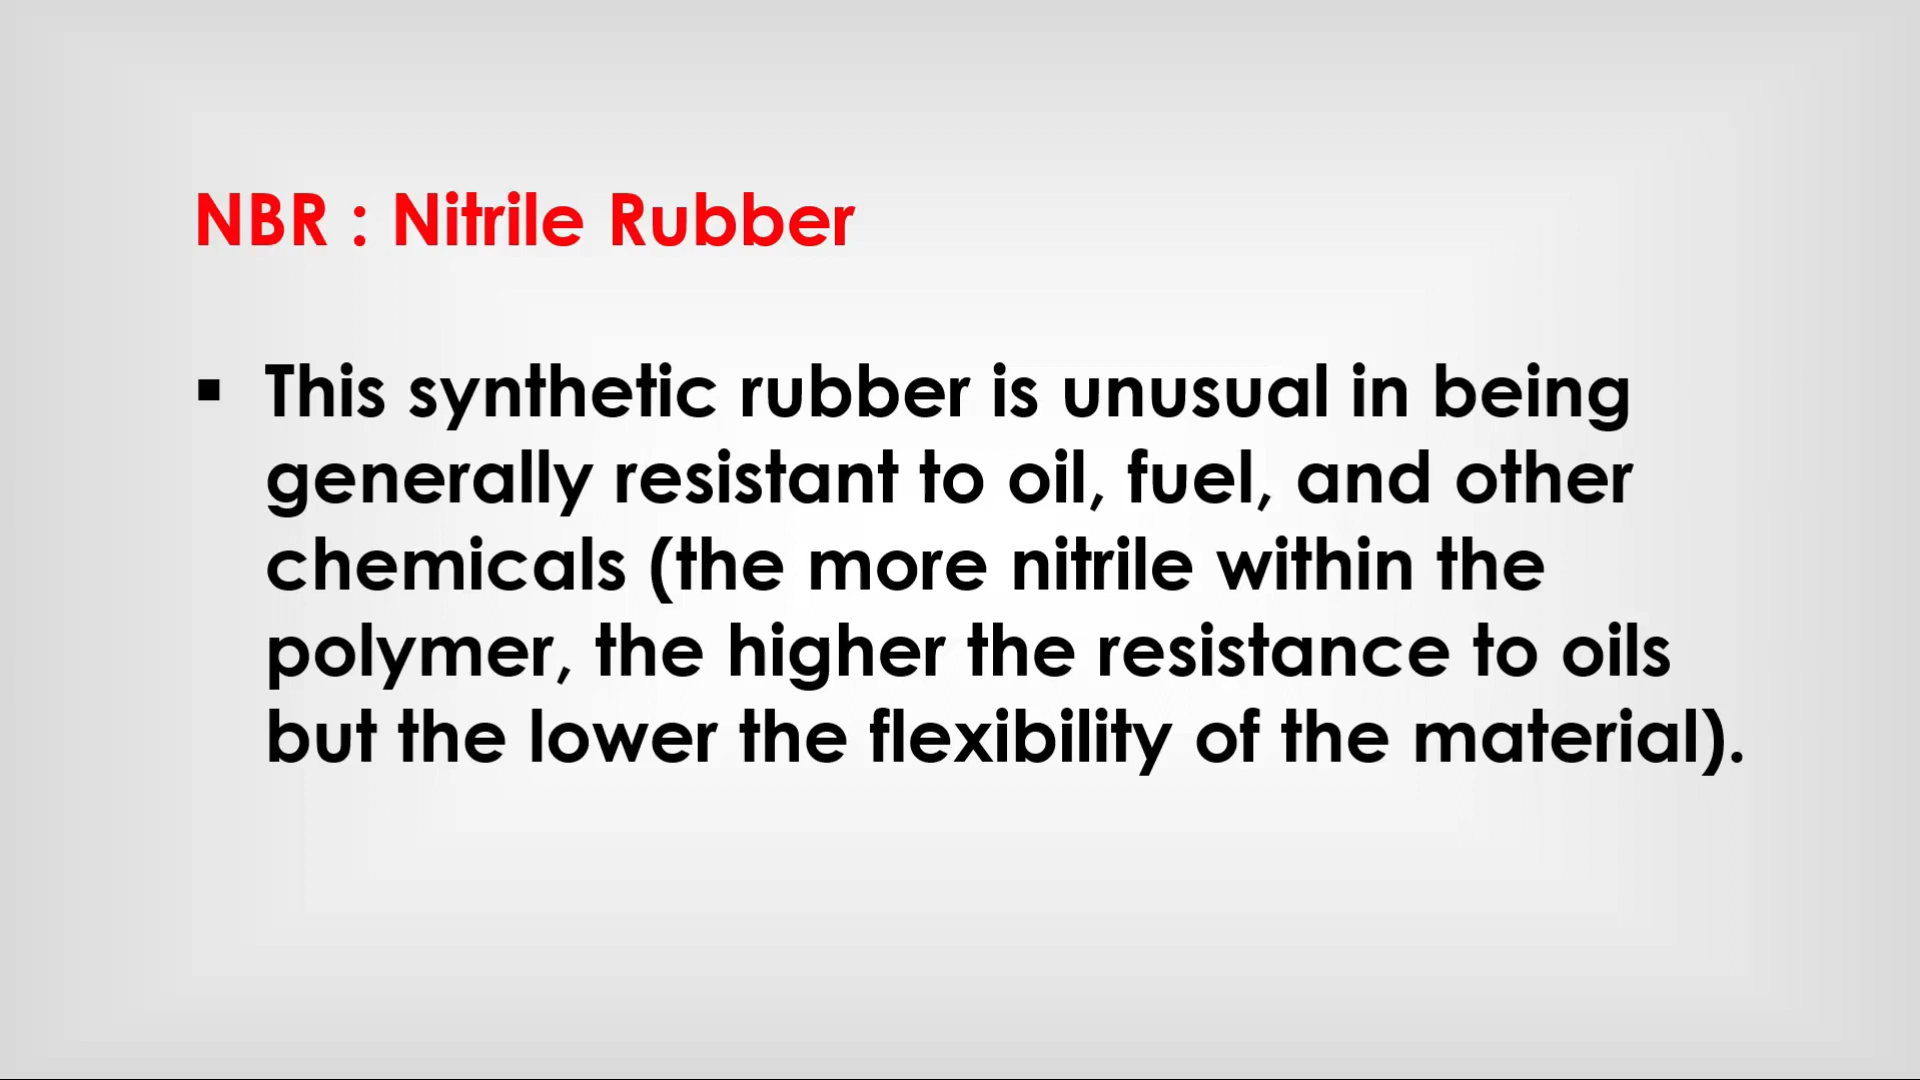 NBR : Nitrile Rubber
▪ This synthetic rubber is unusual in being
generally resistant to oil, fuel, and other
chemicals (the more nitrile within the
polymer, the higher the resistance to oils
but the lower the flexibility of the material).